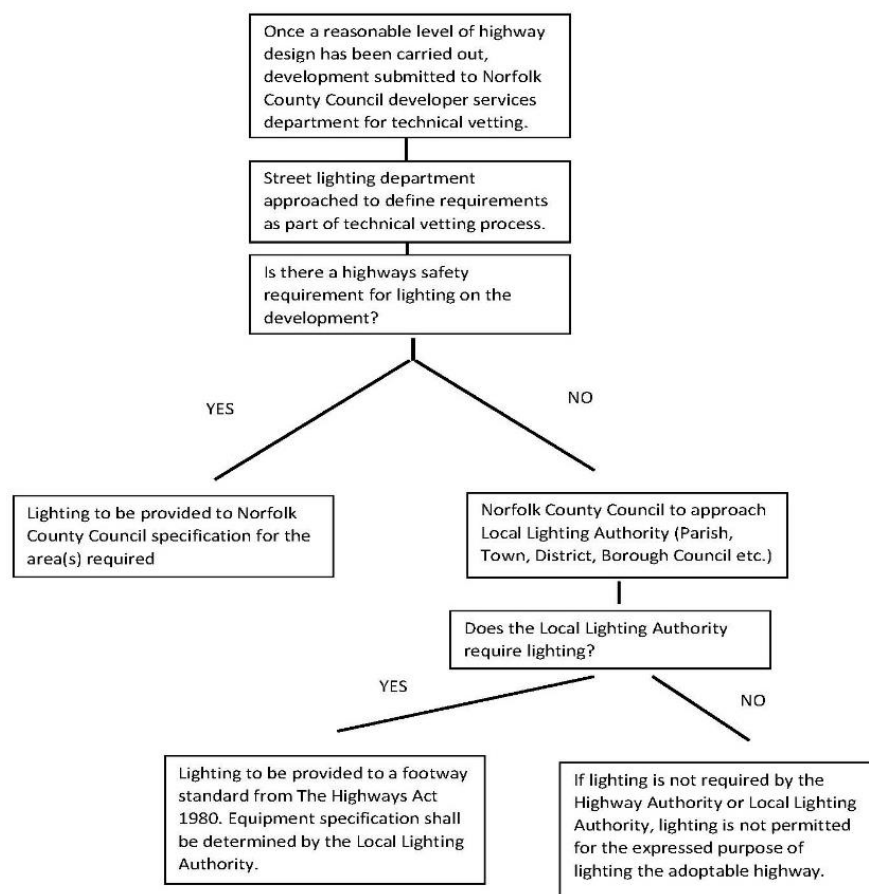 Once a reasonable level of highway
design has been carried out,
development submitted to Norfolk
County Council developer services
department for technical vetting.
Street lighting department
approached to define requirements
as part of technical vetting process.
Is there a highways safety
requirement for lighting on the
development?
YES
NO
Lighting to be provided to Norfolk
County Council specification for the
area(s) required
Norfolk County Council to approach
Local Lighting Authority (Parish,
Town, District, Borough Council etc.)
Does the Local Lighting Authority
require lighting?
YES
NO
Lighting to be provided to a footway
standard from The Highways Act
1980. Equipment specification shall
be determined by the Local Lighting
Authority.
If lighting is not required by the
Highway Authority or Local Lighting
Authority, lighting is not permitted
for the expressed purpose of
lighting the adoptable highway.